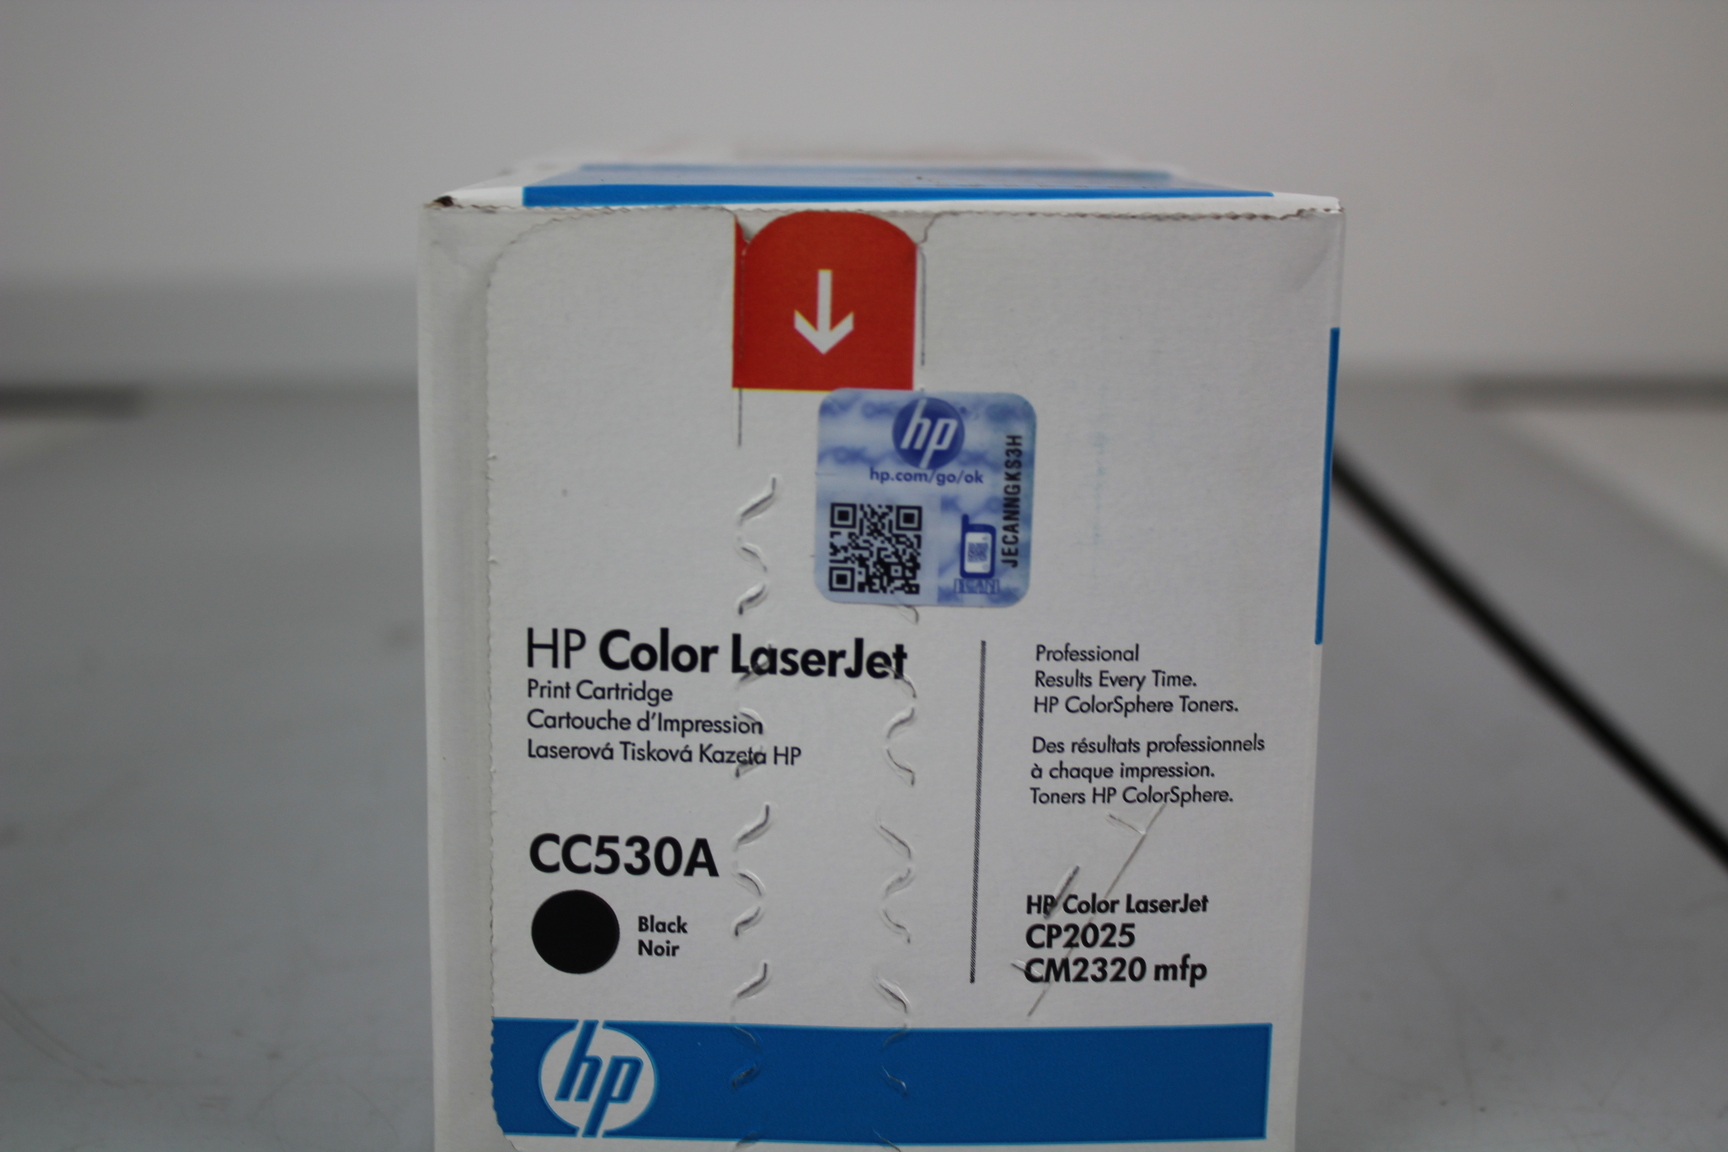 hp
hp.com/go/ok
JECANNGKS3H
SCAN
HP Color LaserJet
Print Cartridge
Cartouche d'Impression
Laserová Tisková Kazeta HP
CC530A
Black
Noir
Professional
Results Every Time.
HP ColorSphere Toners.
Des résultats professionnels
à chaque impression.
Toners HP ColorSphere.
HP Color LaserJet
CP2025
CM2320 mfp
hp